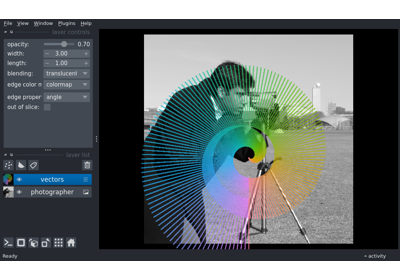 File View Window Plugins Help
layer controls
opacity: 0.70
width: 3.00
length: 1.00
blending: translucent
edge color m colormap
edge proper angle
out of slice:
layer list
vectors
photographer
Ready
activity